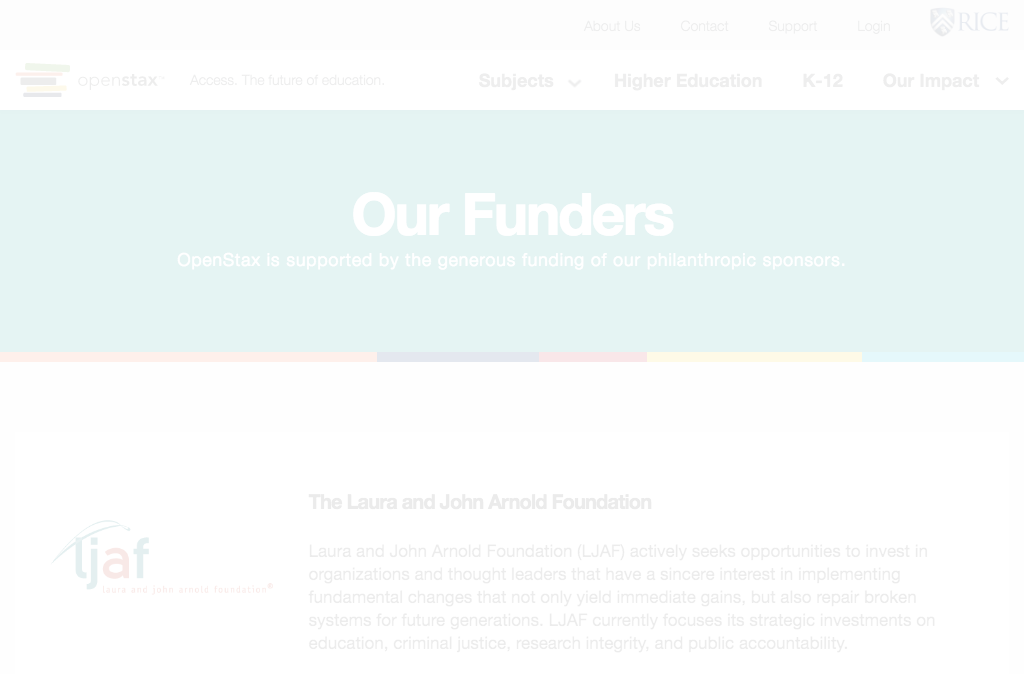 About Us Contact Support Login RICE
openstax™ Access. The future of education. Subjects Higher Education K-12 Our Impact
Our Funders
OpenStax is supported by the generous funding of our philanthropic sponsors.
The Laura and John Arnold Foundation
ljaf
laura and john arnold foundation®
Laura and John Arnold Foundation (LJAF) actively seeks opportunities to invest in
organizations and thought leaders that have a sincere interest in implementing
fundamental changes that not only yield immediate gains, but also repair broken
systems for future generations. LJAF currently focuses its strategic investments on
education, criminal justice, research integrity, and public accountability.